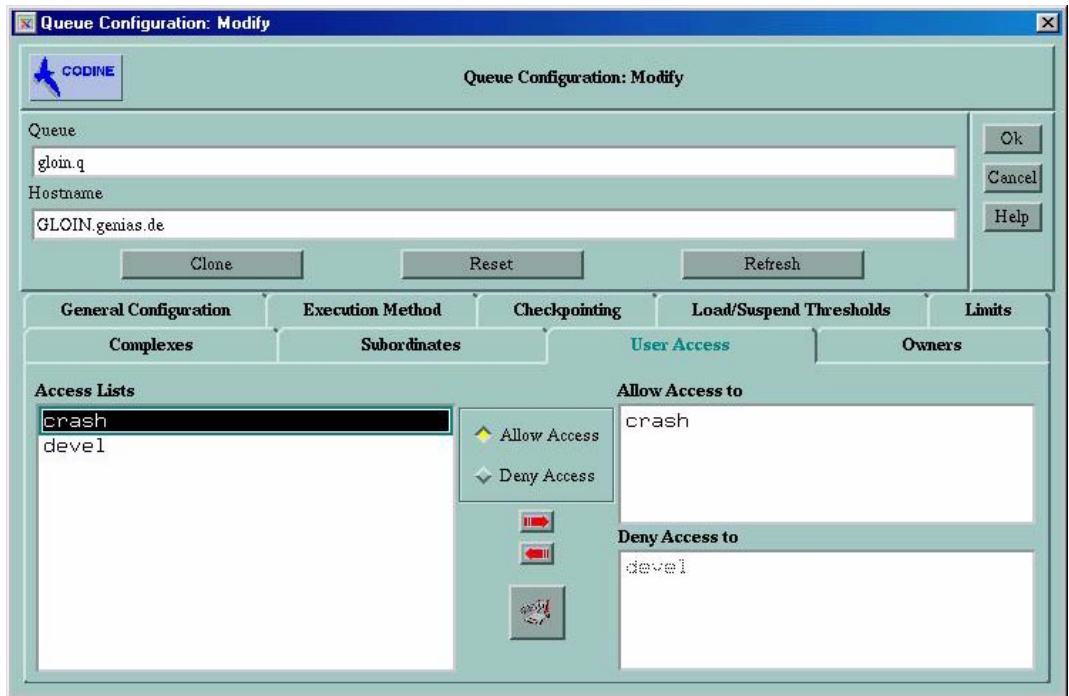 Queue Configuration: Modify
CODINE
Queue Configuration: Modify
Queue
gloin.q
Hostname
GLOIN.genias.de
Ok
Cancel
Help
Clone
Reset
Refresh
General Configuration
Execution Method
Checkpointing
Load/Suspend Thresholds
Limits
Complexes
Subordinates
User Access
Owners
Access Lists
crash
devel
Allow Access
Deny Access
Allow Access to
crash
Deny Access to
devel